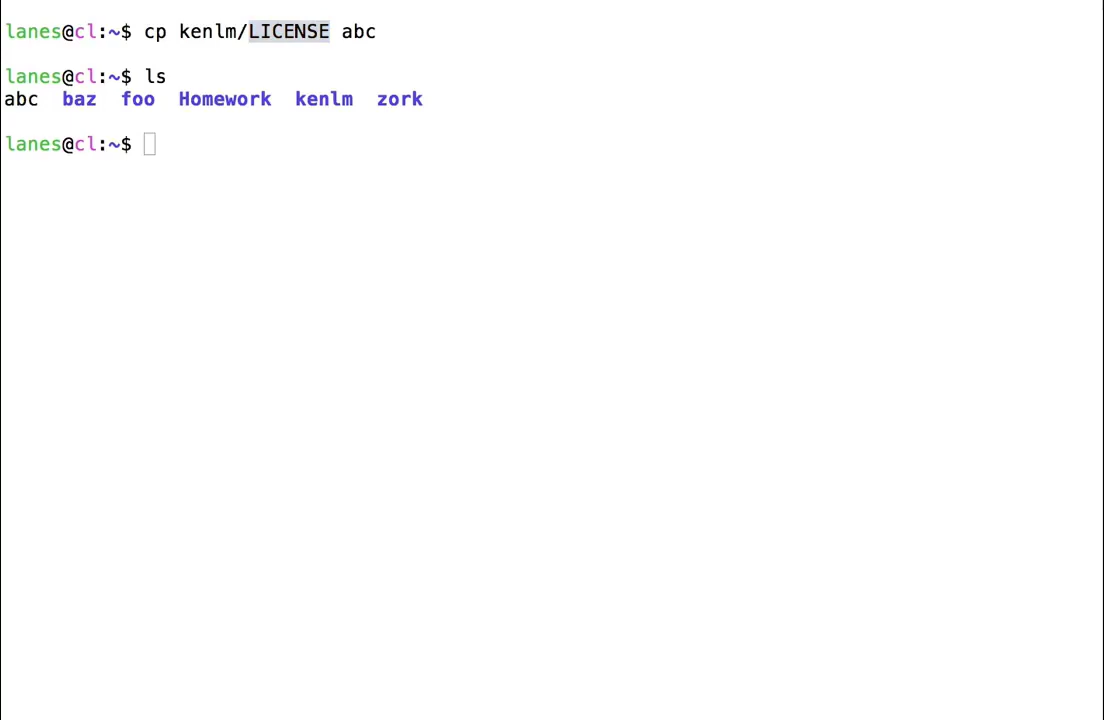 lanes@cl:~$ cp kenlm/LICENSE abc
lanes@cl:~$ ls
abc  baz  foo  Homework  kenlm  zork
lanes@cl:~$